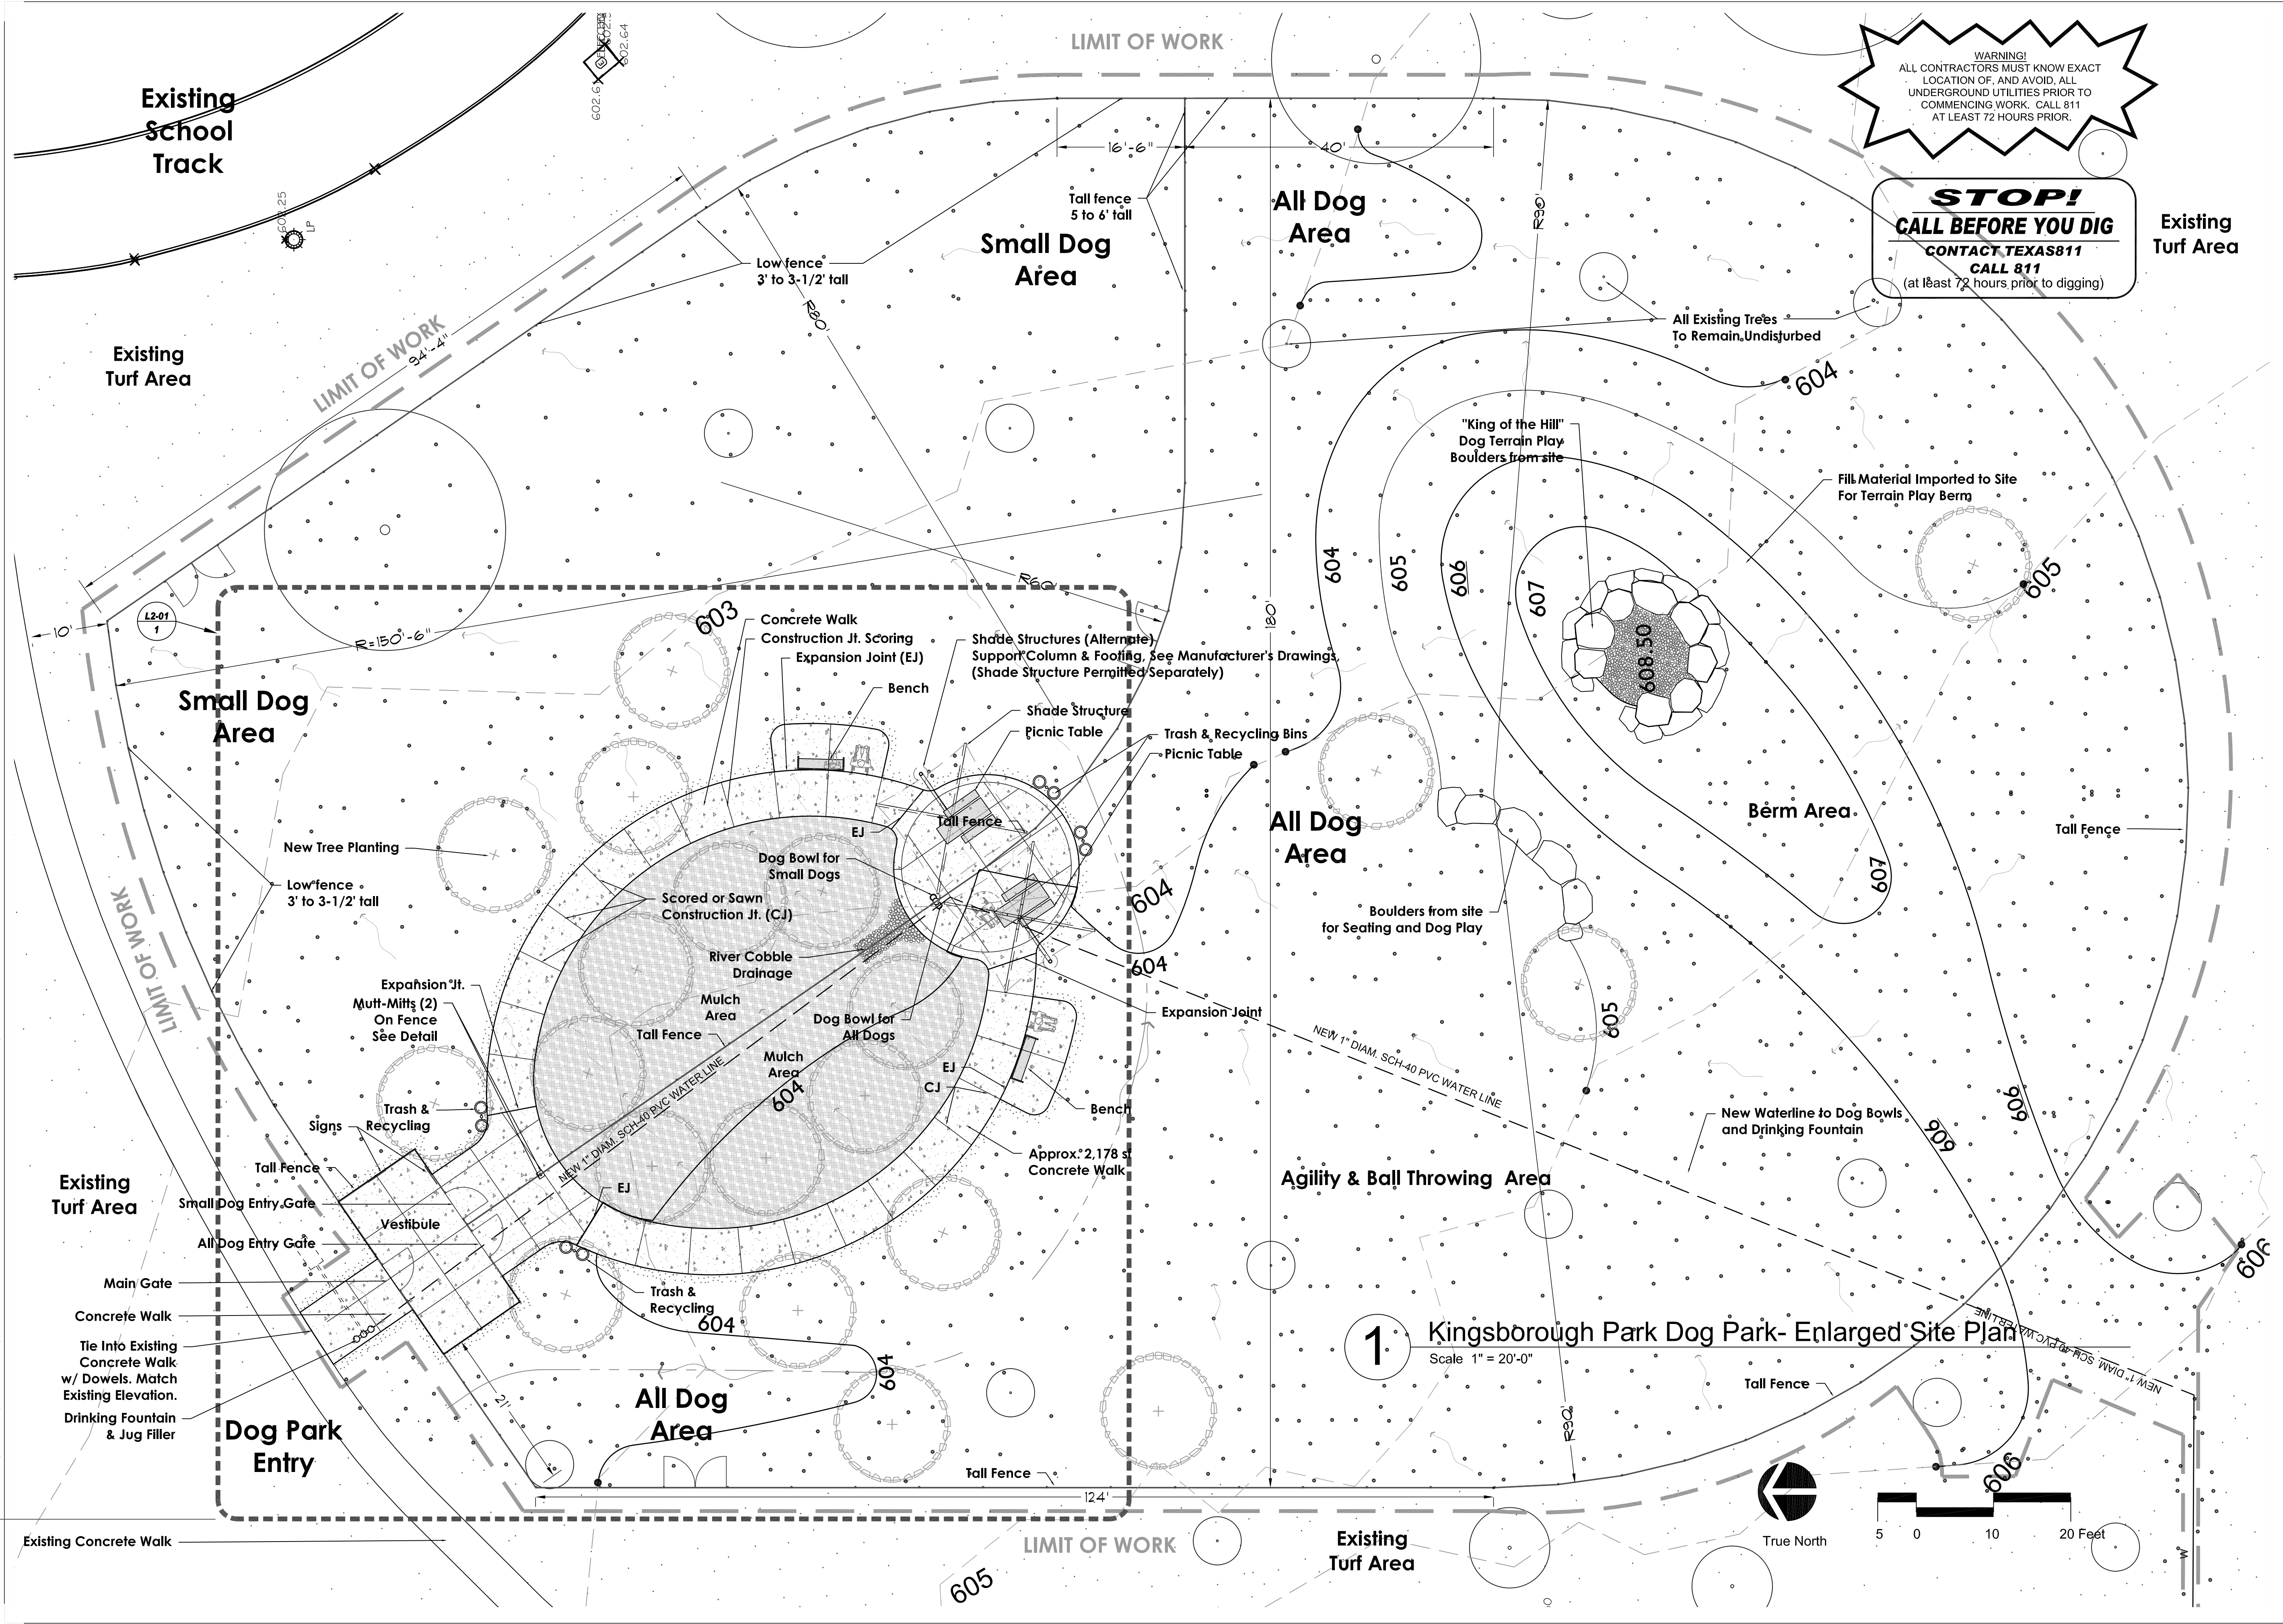 LIMIT OF WORK
WARNING!
ALL CONTRACTORS MUST KNOW EXACT
LOCATION OF, AND AVOID, ALL
UNDERGROUND UTILITIES PRIOR TO
COMMENCING WORK. CALL 811
AT LEAST 72 HOURS PRIOR.
STOP!
CALL BEFORE YOU DIG
CONTACT TEXAS811
CALL 811
(at least 72 hours prior to digging)
Existing
Turf Area
602.64
Existing
School
Track
LP
16'-6"
40'
R90'
Tall fence
5 to 6' tall
All Dog
Area
Small Dog
Area
Low fence
3' to 3-1/2' tall
R80'
All Existing Trees
To Remain Undisturbed
604
Existing
Turf Area
LIMIT OF WORK
94'-4"
"King of the Hill"
Dog Terrain Play
Boulders from site
Fill Material Imported to Site
For Terrain Play Berm
604
605
606
607
605
608.50
R60'
180'
L2-01
1
10'
R=150'-6"
603
Concrete Walk
Construction Jt. Scoring
Expansion Joint (EJ)
Bench
Shade Structures (Alternate)
Support Column & Footing, See Manufacturer's Drawings,
(Shade Structure Permitted Separately)
Shade Structure
Picnic Table
Trash & Recycling Bins
Picnic Table
Small Dog
Area
Tall Fence
EJ
All Dog
Area
Berm Area
Tall Fence
607
New Tree Planting
Dog Bowl for
Small Dogs
Low fence
3' to 3-1/2' tall
Scored or Sawn
Construction Jt. (CJ)
604
Boulders from site
for Seating and Dog Play
LIMIT OF WORK
River Cobble
Drainage
604
Expansion Jt.
Mutt-Mitts (2)
On Fence
See Detail
Mulch
Area
Tall Fence
Dog Bowl for
All Dogs
Expansion Joint
605
NEW 1" DIAM. SCH-40 PVC WATER LINE
Mulch
Area
604
EJ
CJ
NEW 1" DIAM. SCH-40 PVC WATER LINE
Bench
Trash &
Recycling
Signs
New Waterline to Dog Bowls
and Drinking Fountain
606
606
Approx. 2,178 sf
Concrete Walk
Tall Fence
Existing
Turf Area
Small Dog Entry Gate
EJ
Agility & Ball Throwing Area
Vestibule
All Dog Entry Gate
606
Main Gate
Trash &
Recycling
604
Concrete Walk
Tie Into Existing
Concrete Walk
w/ Dowels. Match
Existing Elevation.
Drinking Fountain
& Jug Filler
604
1
Kingsborough Park Dog Park- Enlarged Site Plan
Scale 1" = 20'-0"
NEW 1" DIAM. SCH-40 PVC WATER LINE
Tall Fence
21'
All Dog
Area
R90'
Dog Park
Entry
Tall Fence
606
124'
Existing Concrete Walk
LIMIT OF WORK
Existing
Turf Area
True North
5 0 10 20 Feet
W
605